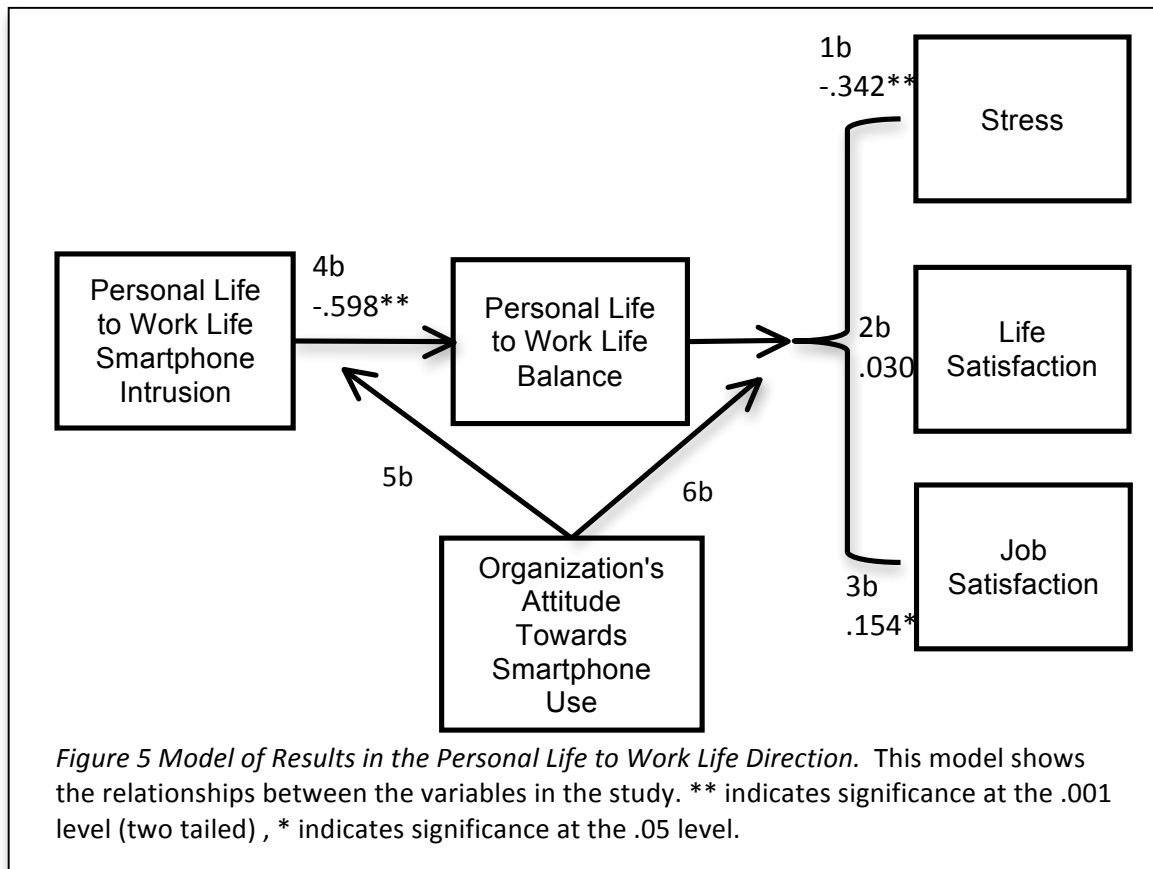 1b
-.342**
Stress
4b
-.598**
Personal Life
to Work Life
Smartphone
Intrusion
Personal Life
to Work Life
Balance
2b
.030
Life
Satisfaction
5b
6b
Organization's
Attitude
Towards
Smartphone
Use
3b
.154*
Job
Satisfaction
Figure 5 Model of Results in the Personal Life to Work Life Direction. This model shows
the relationships between the variables in the study. ** indicates significance at the .001
level (two tailed) , * indicates significance at the .05 level.